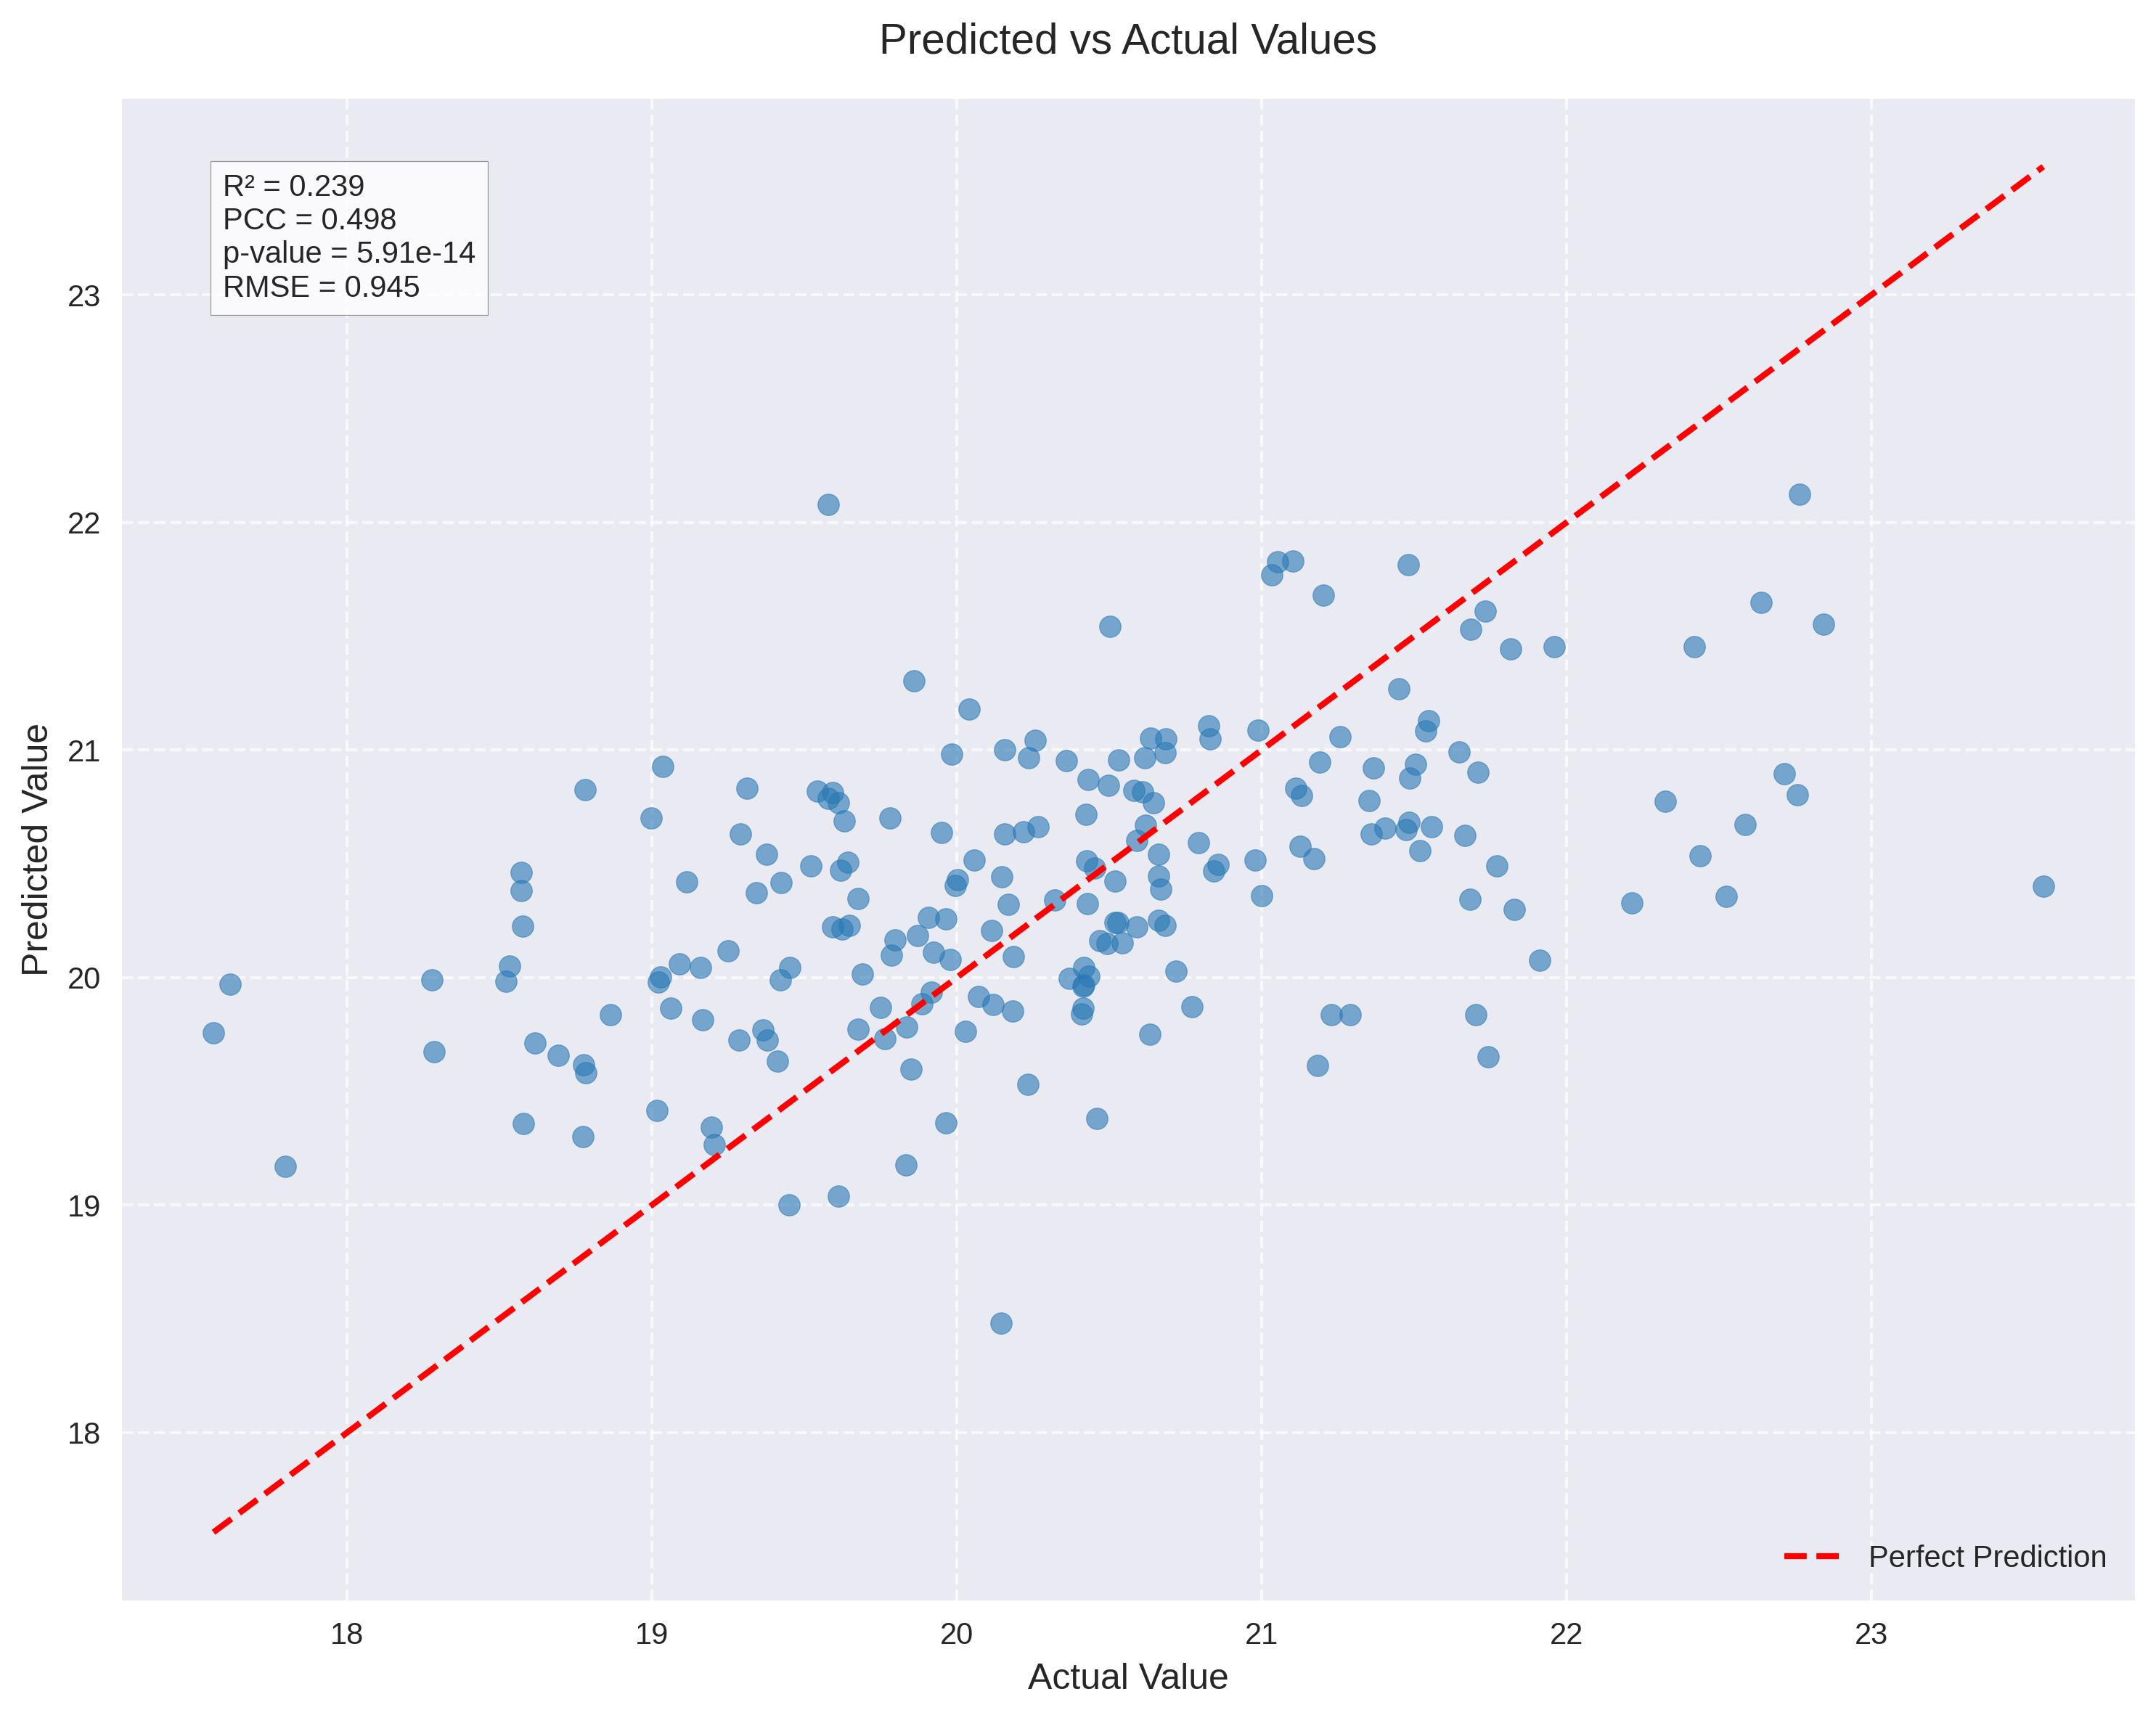 Predicted vs Actual Values
R² = 0.239
PCC = 0.498
p-value = 5.91e-14
RMSE = 0.945
23
22
21
20
19
18
Predicted Value
Perfect Prediction
18 19 20 21 22 23
Actual Value